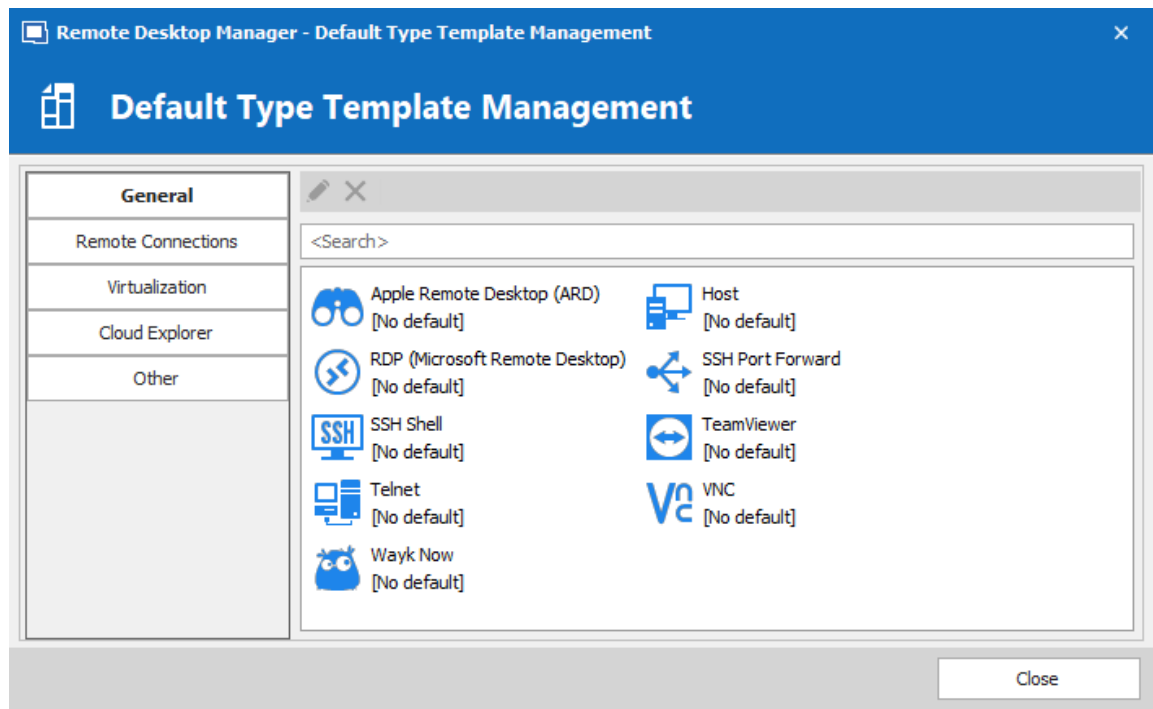 Remote Desktop Manager - Default Type Template Management
Default Type Template Management
General
Remote Connections
Virtualization
Cloud Explorer
Other
<Search>
Apple Remote Desktop (ARD)
[No default]
Host
[No default]
RDP (Microsoft Remote Desktop)
[No default]
SSH Port Forward
[No default]
SSH
SSH Shell
[No default]
TeamViewer
[No default]
Telnet
[No default]
Vnc
VNC
[No default]
Wayk Now
[No default]
Close